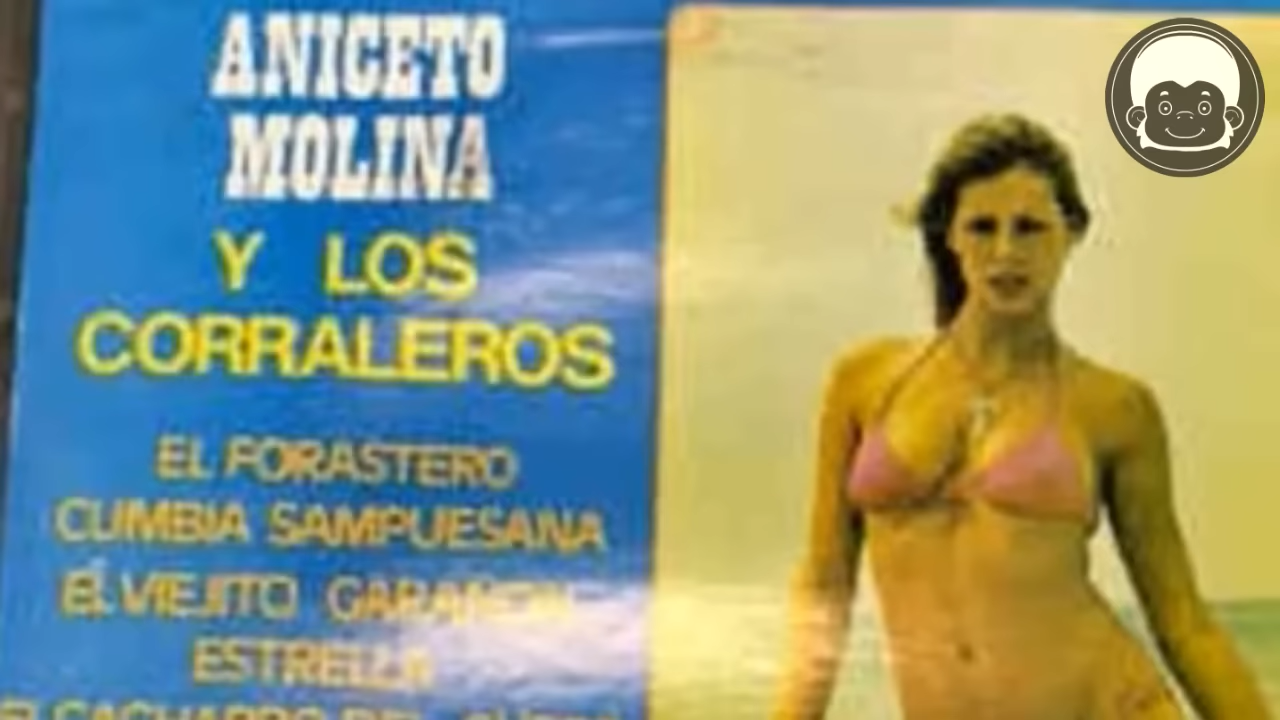 ANICETO
MOLINA
Y LOS
CORRALEROS
EL FORASTERO
CUMBIA SAMPUESANA
EL VIEJITO
ESTRELLA